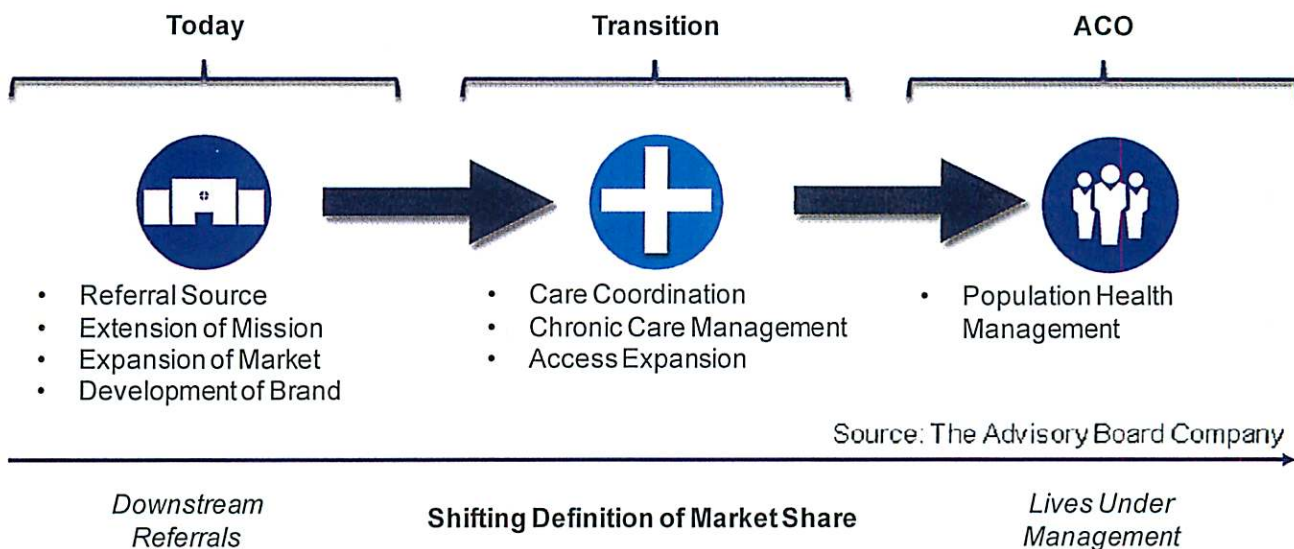 Today
Transition
ACO
• Referral Source
• Extension of Mission
• Expansion of Market
• Development of Brand
• Care Coordination
• Chronic Care Management
• Access Expansion
• Population Health
Management
Source: The Advisory Board Company
Downstream
Referrals
Shifting Definition of Market Share
Lives Under
Management